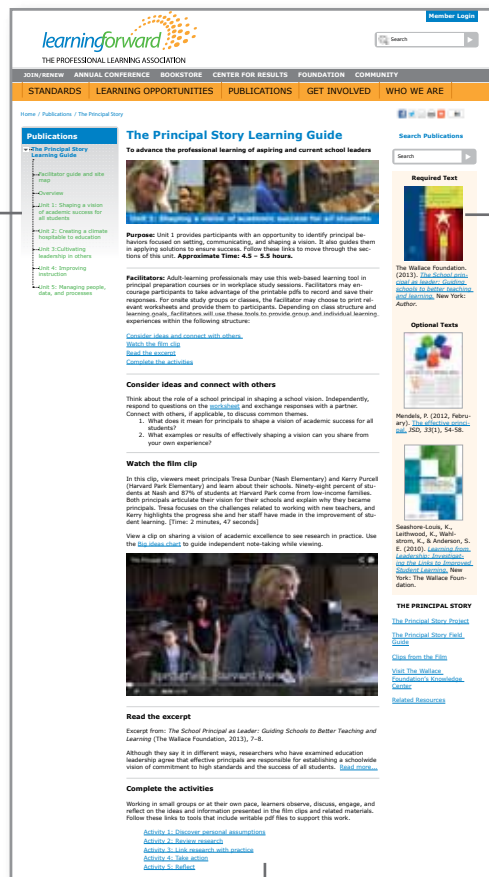 Member Login
learningforward
THE PROFESSIONAL LEARNING ASSOCIATION
Search
JOIN/RENEW ANNUAL CONFERENCE BOOKSTORE CENTER FOR RESULTS FOUNDATION COMMUNITY
STANDARDS LEARNING OPPORTUNITIES PUBLICATIONS GET INVOLVED WHO WE ARE
Home / Publications / The Principal Story
Publications
The Principal Story
Learning Guide
Facilitator guide and site
map
Overview
Unit 1: Shaping a vision
of academic success for
all students
Unit 2: Creating a climate
hospitable to education
Unit 3:Cultivating
leadership in others
Unit 4: Improving
instruction
Unit 5: Managing people,
data, and processes
The Principal Story Learning Guide
To advance the professional learning of aspiring and current school leaders
Unit 1: Shaping a vision of academic success for all students
Purpose: Unit 1 provides participants with an opportunity to identify principal be-
haviors focused on setting, communicating, and shaping a vision. It also guides them
in applying solutions to ensure success. Follow these links to move through the sec-
tions of this unit. Approximate Time: 4.5 – 5.5 hours.
Facilitators: Adult-learning professionals may use this web-based learning tool in
principal preparation courses or in workplace study sessions. Facilitators may en-
courage participants to take advantage of the printable pdfs to record and save their
responses. For onsite study groups or classes, the facilitator may choose to print rel-
evant worksheets and provide them to participants. Depending on class structure and
learning goals, facilitators will use these tools to provide group and individual learning
experiences within the following structure:
Consider ideas and connect with others
Watch the film clip
Read the excerpt
Complete the activities
Consider ideas and connect with others
Think about the role of a school principal in shaping a school vision. Independently,
respond to questions on the worksheet and exchange responses with a partner.
Connect with others, if applicable, to discuss common themes.
1. What does it mean for principals to shape a vision of academic success for all
students?
2. What examples or results of effectively shaping a vision can you share from
your own experience?
Watch the film clip
In this clip, viewers meet principals Tresa Dunbar (Nash Elementary) and Kerry Purcell
(Harvard Park Elementary) and learn about their schools. Ninety-eight percent of stu-
dents at Nash and 87% of students at Harvard Park come from low-income families.
Both principals articulate their vision for their schools and explain why they became
principals. Tresa focuses on the challenges related to working with new teachers, and
Kerry highlights the progress she and her staff have made in the improvement of stu-
dent learning. [Time: 2 minutes, 47 seconds]
View a clip on sharing a vision of academic excellence to see research in practice. Use
the Big ideas chart to guide independent note-taking while viewing.
Read the excerpt
Excerpt from: The School Principal as Leader: Guiding Schools to Better Teaching and
Learning (The Wallace Foundation, 2013), 7–8.
Although they say it in different ways, researchers who have examined education
leadership agree that effective principals are responsible for establishing a schoolwide
vision of commitment to high standards and the success of all students. Read more...
Complete the activities
Working in small groups or at their own pace, learners observe, discuss, engage, and
reflect on the ideas and information presented in the film clips and related materials.
Follow these links to tools that include writable pdf files to support this work.
Activity 1: Discover personal assumptions
Activity 2: Review research
Activity 3: Link research with practice
Activity 4: Take action
Activity 5: Reflect
Search Publications
Search
Required Text
The Wallace Foundation.
(2013). The School prin-
cipal as leader: Guiding
schools to better teaching
and learning. New York:
Author.
Optional Texts
Mendels, P. (2012, Febru-
ary). The effective princi-
pal. JSD, 33(1), 54-58.
Seashore-Louis, K.,
Leithwood, K., Wahl-
strom, K., & Anderson, S.
E. (2010). Learning from
Leadership: Investigat-
ing the Links to Improved
Student Learning. New
York: The Wallace Foun-
dation.
THE PRINCIPAL STORY
The Principal Story Project
The Principal Story Field
Guide
Clips from the Film
Visit The Wallace
Foundation's Knowledge
Center
Related Resources